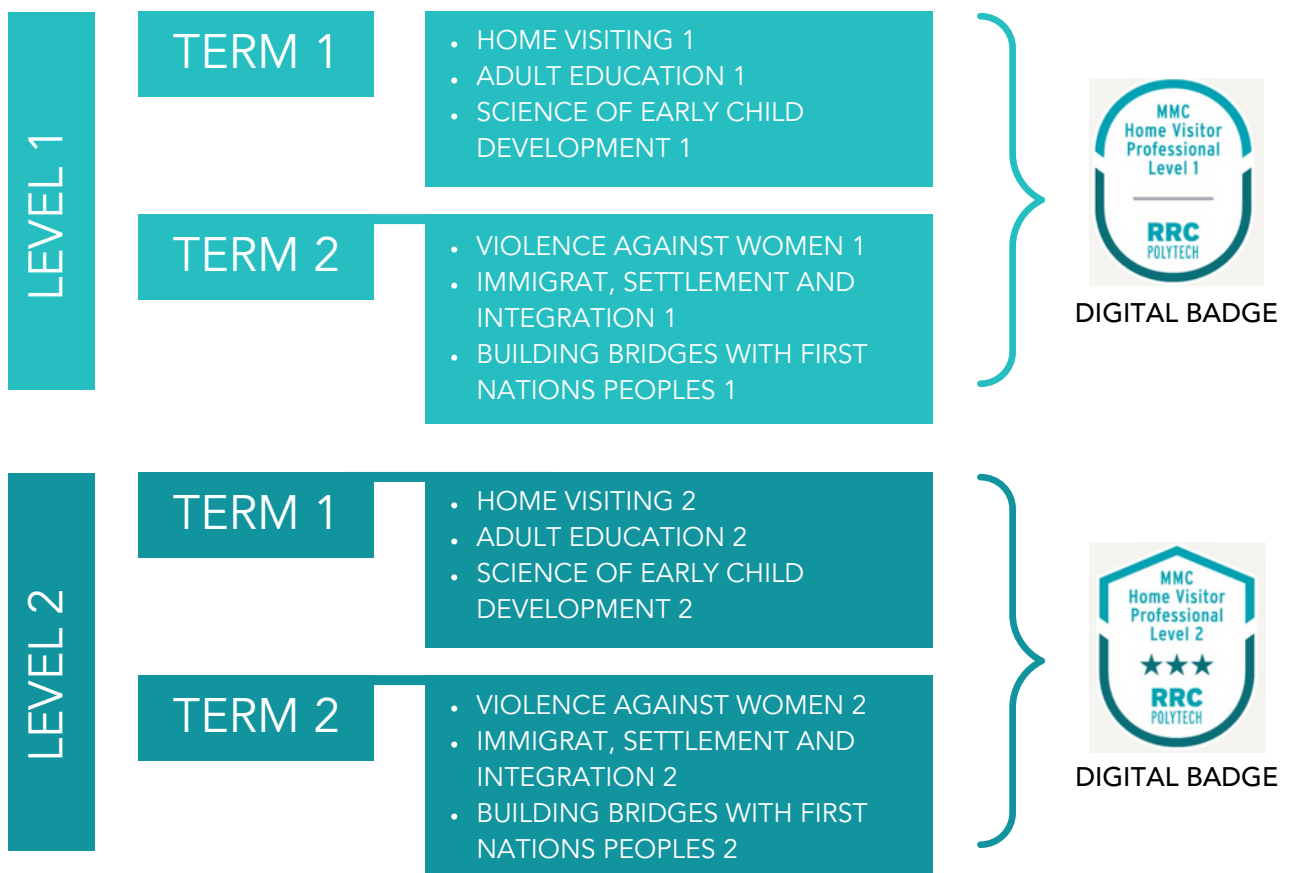 LEVEL 1
TERM 1
• HOME VISITING 1
• ADULT EDUCATION 1
• SCIENCE OF EARLY CHILD
DEVELOPMENT 1
TERM 2
• VIOLENCE AGAINST WOMEN 1
• IMMIGRAT, SETTLEMENT AND
INTEGRATION 1
• BUILDING BRIDGES WITH FIRST
NATIONS PEOPLES 1
MMC
Home Visitor
Professional
Level 1
RRC
POLYTECH
DIGITAL BADGE
LEVEL 2
TERM 1
• HOME VISITING 2
• ADULT EDUCATION 2
• SCIENCE OF EARLY CHILD
DEVELOPMENT 2
TERM 2
• VIOLENCE AGAINST WOMEN 2
• IMMIGRAT, SETTLEMENT AND
INTEGRATION 2
• BUILDING BRIDGES WITH FIRST
NATIONS PEOPLES 2
MMC
Home Visitor
Professional
Level 2
RRC
POLYTECH
DIGITAL BADGE